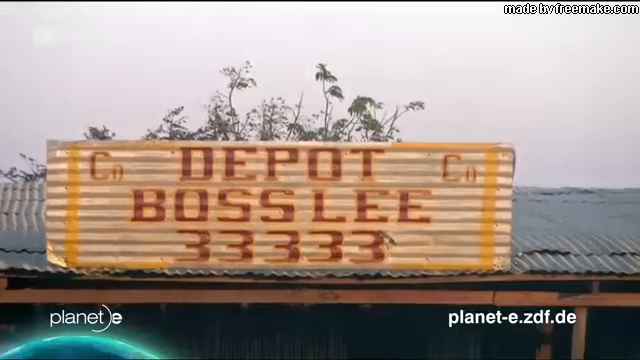 made by freemake.com
Co DEPOT Co
BOSS LEE
33333
planet e
planet-e.zdf.de